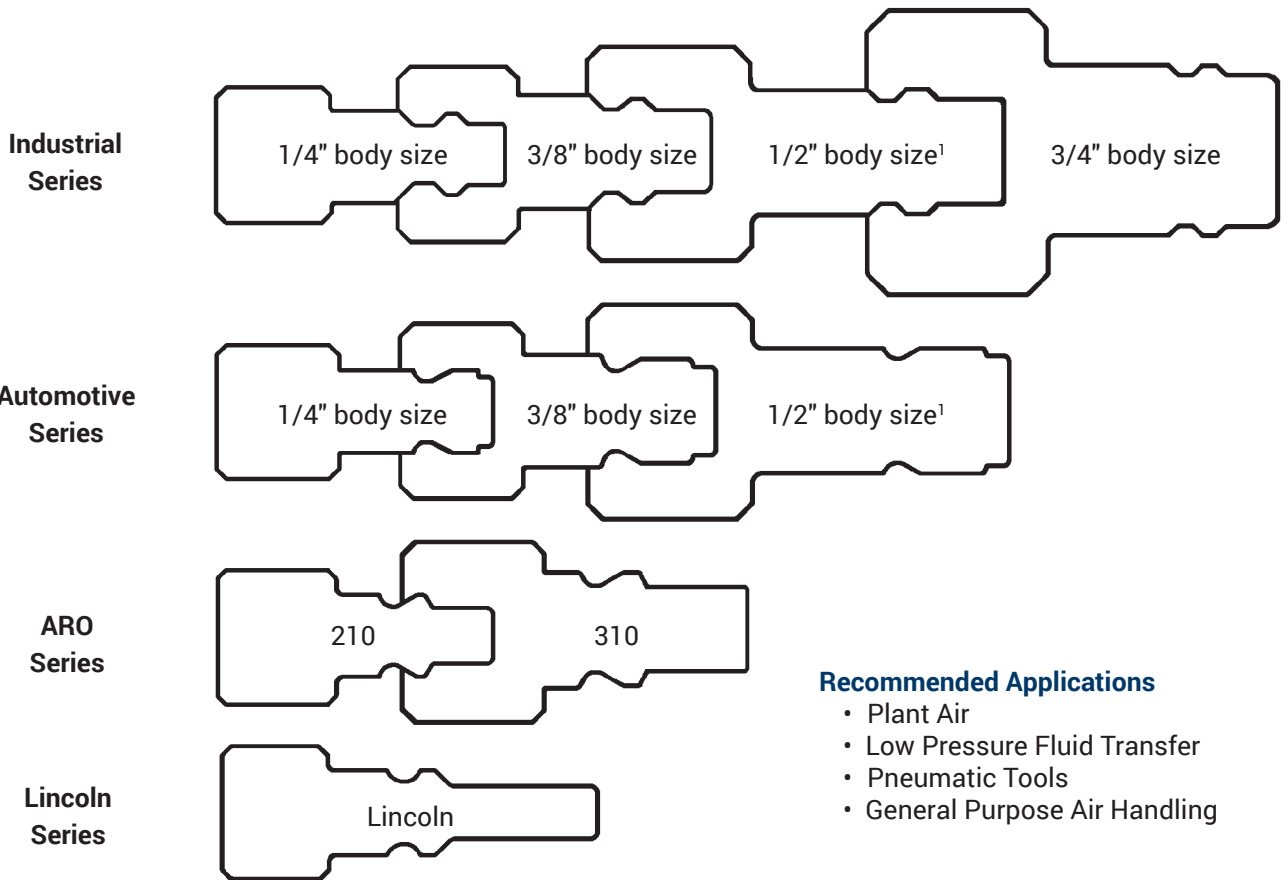 Industrial
Series
1/4" body size
3/8" body size
1/2" body size¹
3/4" body size
Automotive
Series
1/4" body size
3/8" body size
1/2" body size¹
ARO
Series
210
310
Lincoln
Series
Lincoln
Recommended Applications
• Plant Air
• Low Pressure Fluid Transfer
• Pneumatic Tools
• General Purpose Air Handling